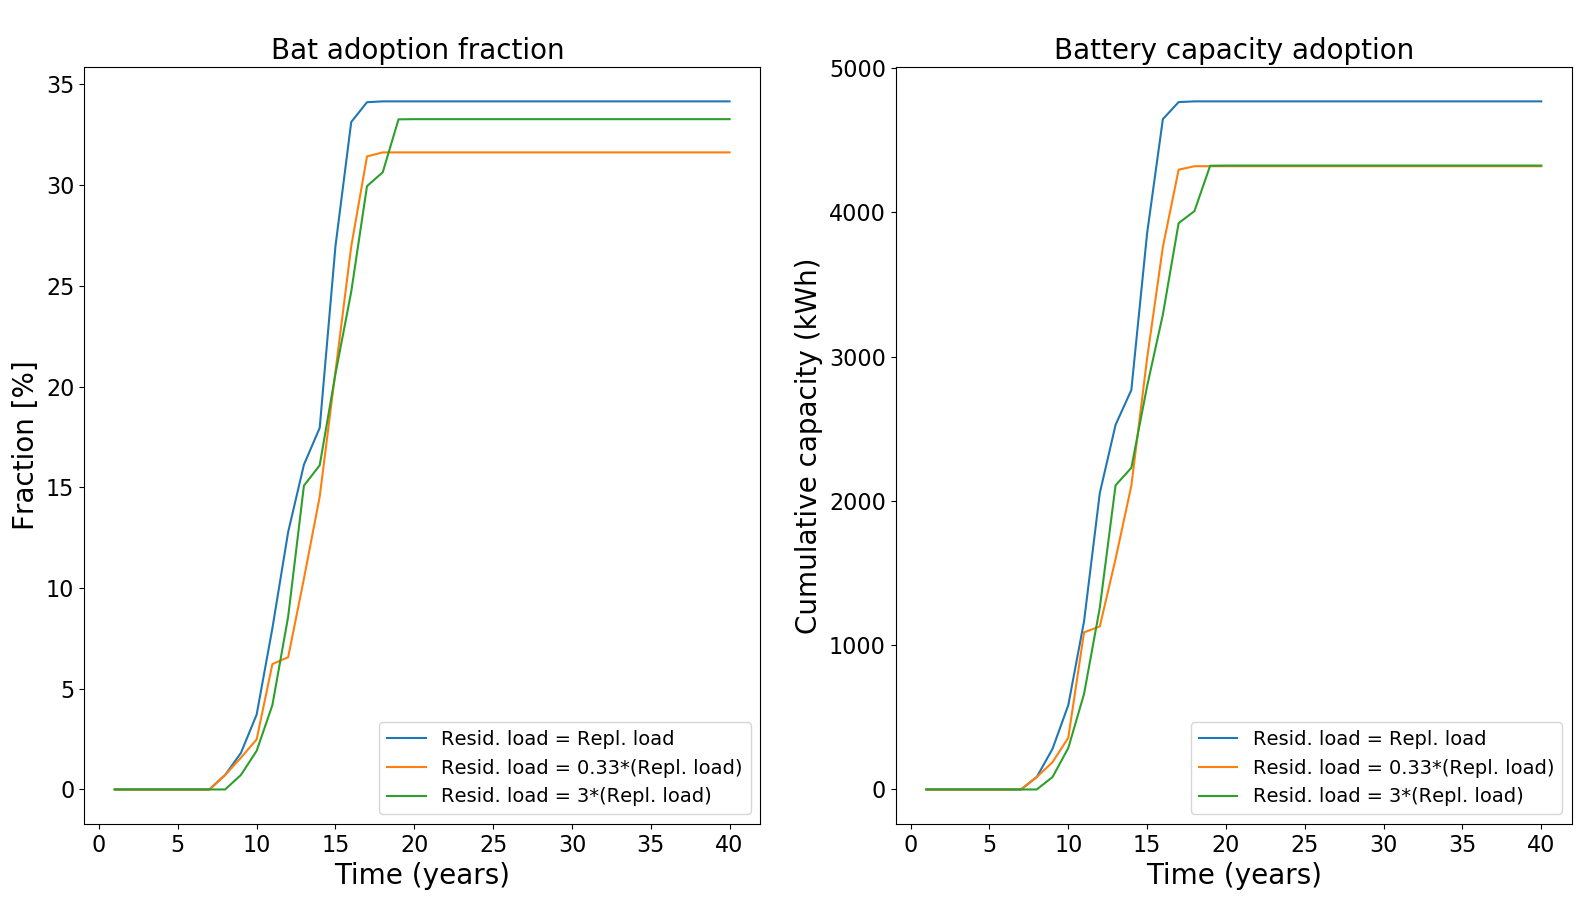 Bat adoption fraction
Fraction [%]
35
30
25
20
15
10
5
0
0 5 10 15 20 25 30 35 40
Time (years)
Resid. load = Repl. load
Resid. load = 0.33*(Repl. load)
Resid. load = 3*(Repl. load)
Battery capacity adoption
Cumulative capacity (kWh)
5000
4000
3000
2000
1000
0
0 5 10 15 20 25 30 35 40
Time (years)
Resid. load = Repl. load
Resid. load = 0.33*(Repl. load)
Resid. load = 3*(Repl. load)